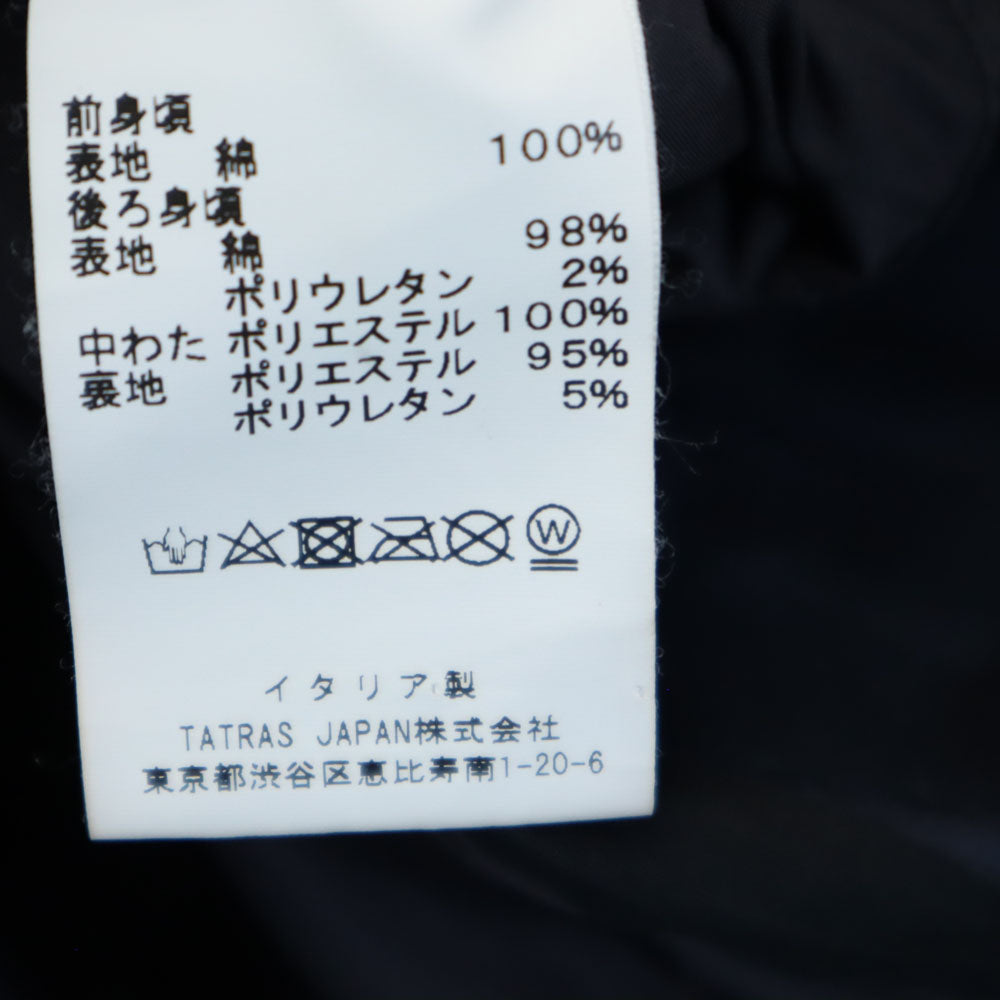 前身頃
表地 綿 100%
後ろ身頃
表地 綿 98%
ポリウレタン 2%
中わた ポリエステル 100%
裏地 ポリエステル 95%
ポリウレタン 5%
W
イタリア製
TATRAS JAPAN株式会社
東京都渋谷区恵比寿南1-20-6